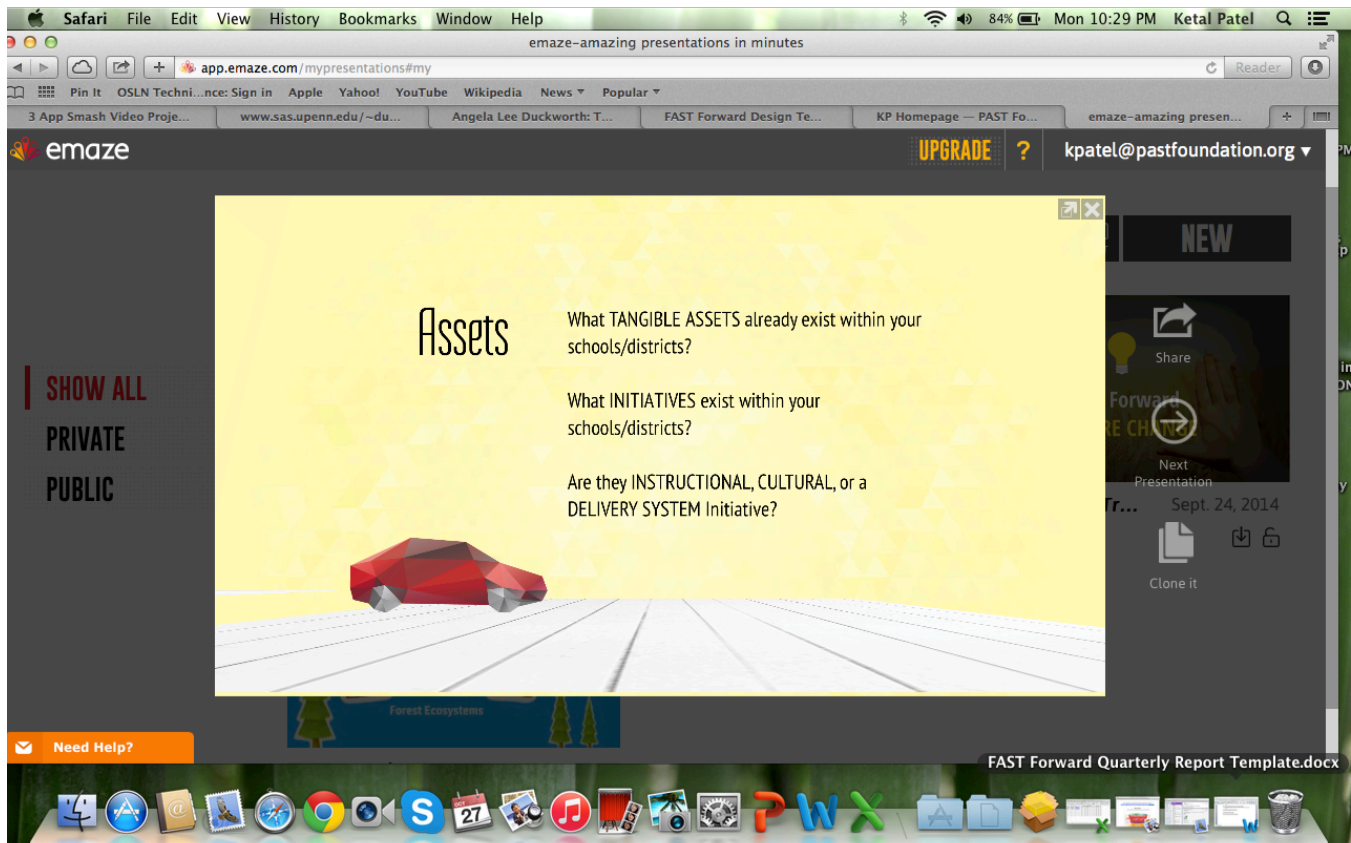 Safari File Edit View History Bookmarks Window Help 84% Mon 10:29 PM Ketal Patel
emaze-amazing presentations in minutes
app.emaze.com/mypresentations#my Reader
Pin It OSLN Techni...nce: Sign in Apple Yahoo! YouTube Wikipedia News Popular
3 App Smash Video Proje... www.sas.upenn.edu/~du... Angela Lee Duckworth: T... FAST Forward Design Te... KP Homepage — PAST Fo... emaze-amazing presen...
emaze UPGRADE ? kpatel@pastfoundation.org
NEW
Assets
What TANGIBLE ASSETS already exist within your
schools/districts?
What INITIATIVES exist within your
schools/districts?
Are they INSTRUCTIONAL, CULTURAL, or a
DELIVERY SYSTEM Initiative?
SHOW ALL
PRIVATE
PUBLIC
Share
Forward
RE CHANGE
Next
Presentation
Tr... Sept. 24, 2014
Clone it
Forest Ecosystems
Need Help?
FAST Forward Quarterly Report Template.docx
OCT
27